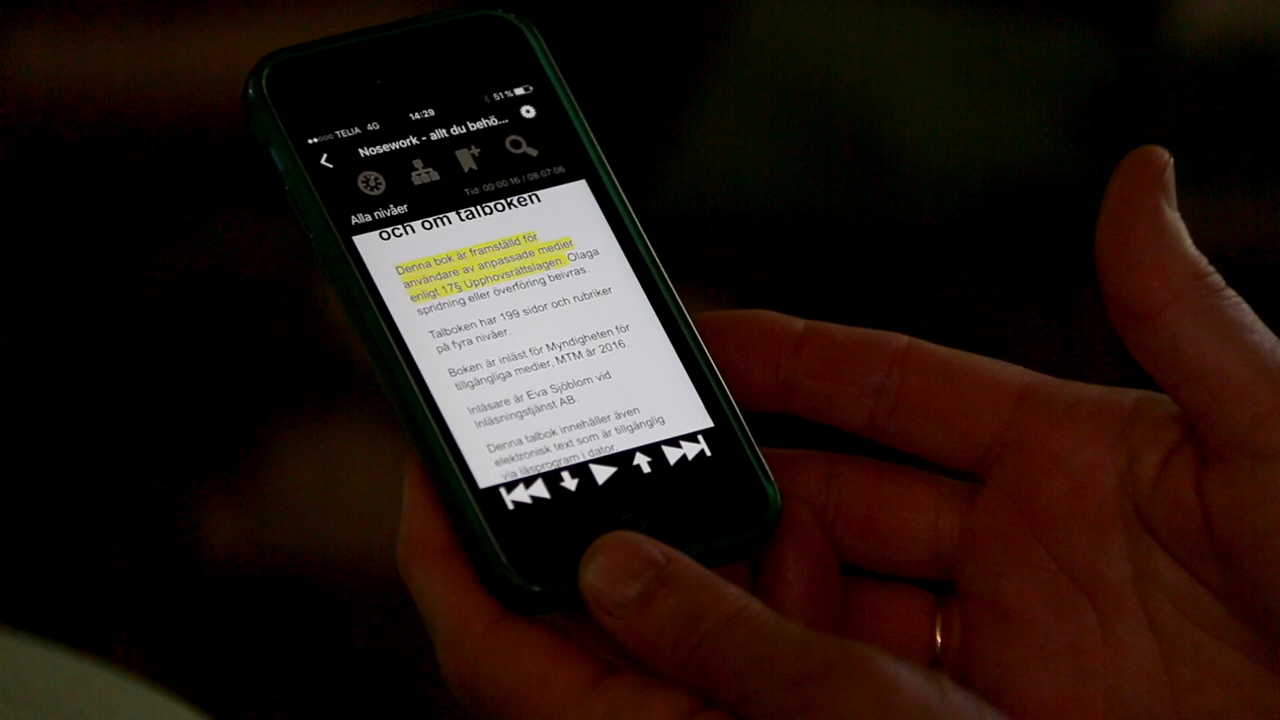 TELIA 4G 14:29 51%
Nosework - allt du behö...
Tid: 00:00:16 / 08:07:06
Alla nivåer
och om talboken
Denna bok är framställd för
användare av anpassade medier
enligt 17§ Upphovsrättslagen. Olaga
spridning eller överföring beivras.
Talboken har 199 sidor och rubriker
på fyra nivåer.
Boken är inläst för Myndigheten för
tillgängliga medier, MTM år 2016.
Inläsare är Eva Sjöblom vid
Inläsningstjänst AB.
Denna talbok innehåller även
elektronisk text som är tillgänglig
via läsprogram i dator